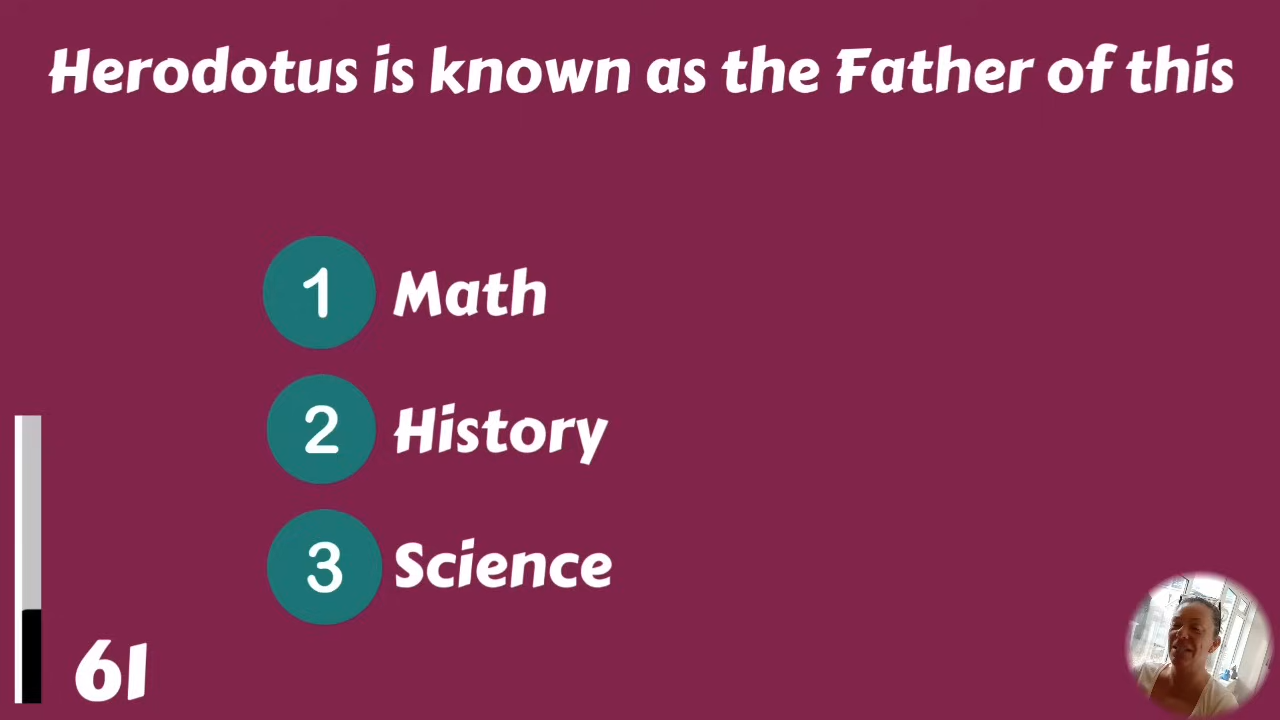 Herodotus is known as the Father of this
1 Math
2 History
3 Science
61